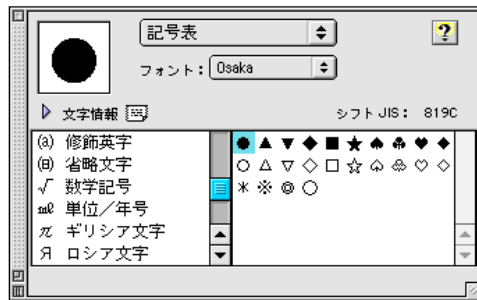 記号表
?
フォント： Osaka
文字情報
シフト JIS： 819C
(a) 修飾英字
(株) 省略文字
√ 数学記号
㎖ 単位／年号
π ギリシア文字
Я ロシア文字
● ▲ ▼ ◆ ■ ★ ♠ ♣ ♥ ♦
○ △ ▽ ◇ □ ☆ ♤ ♧ ♡ ♢
＊ ※ ◎ ◯